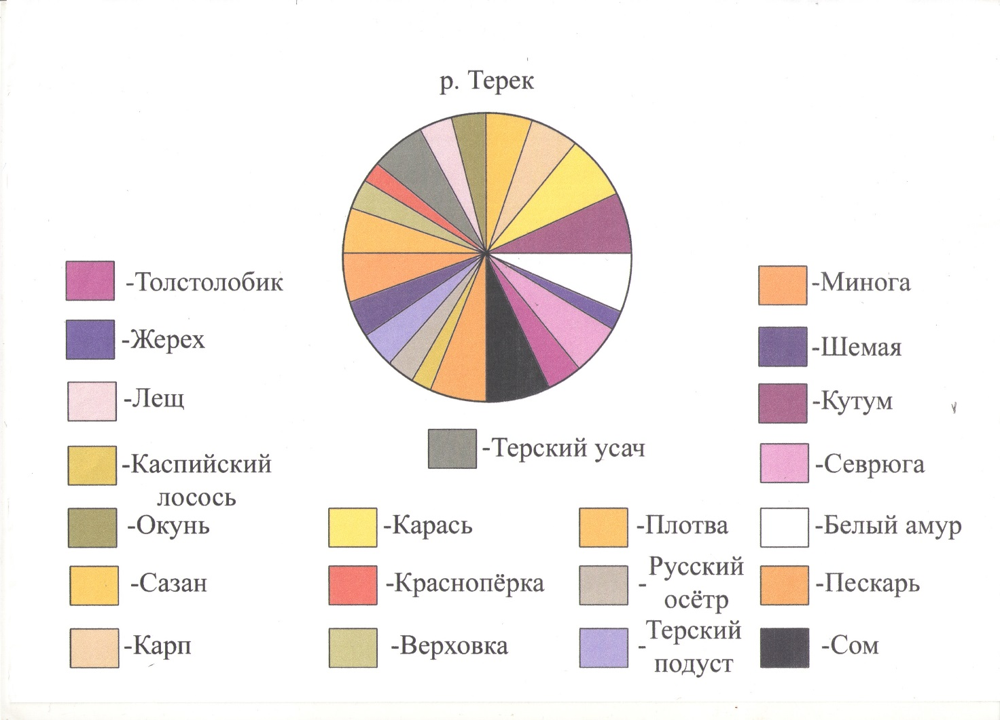 р. Терек
-Толстолобик
-Жерех
-Лещ
-Каспийский
лосось
-Окунь
-Сазан
-Карп
-Терский усач
-Карась
-Краснопёрка
-Верховка
-Плотва
-Русский
осётр
-Терский
подуст
-Минога
-Шемая
-Кутум
-Севрюга
-Белый амур
-Пескарь
-Сом